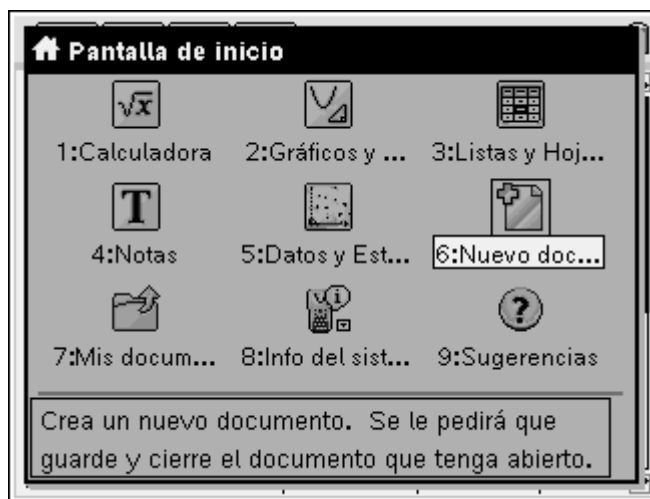 Pantalla de inicio
1:Calculadora 2:Gráficos y ... 3:Listas y Hoj...
4:Notas 5:Datos y Est... 6:Nuevo doc...
7:Mis docum... 8:Info del sist... 9:Sugerencias
Crea un nuevo documento. Se le pedirá que
guarde y cierre el documento que tenga abierto.